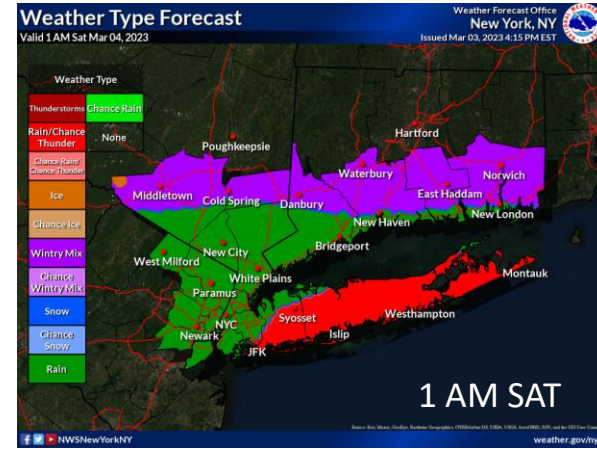 Weather Type Forecast
Valid 1 AM Sat Mar 04, 2023
Weather Forecast Office
New York, NY
Issued Mar 03, 2023 4:15 PM EST
Weather Type
Thunderstorms
Chance Rain
Rain/Chance
Thunder
None
Chance Rain/
Chance Thunder
Ice
Chance Ice
Wintry Mix
Chance
Wintry Mix
Snow
Chance
Snow
Rain
Poughkeepsie
Hartford
Waterbury
Norwich
Middletown
Cold Spring
Danbury
East Haddam
New London
New Haven
Bridgeport
West Milford
New City
White Plains
Paramus
Montauk
NYC
Newark
Syosset
Westhampton
Islip
JFK
1 AM SAT
NWSNewYorkNY
weather.gov/ny